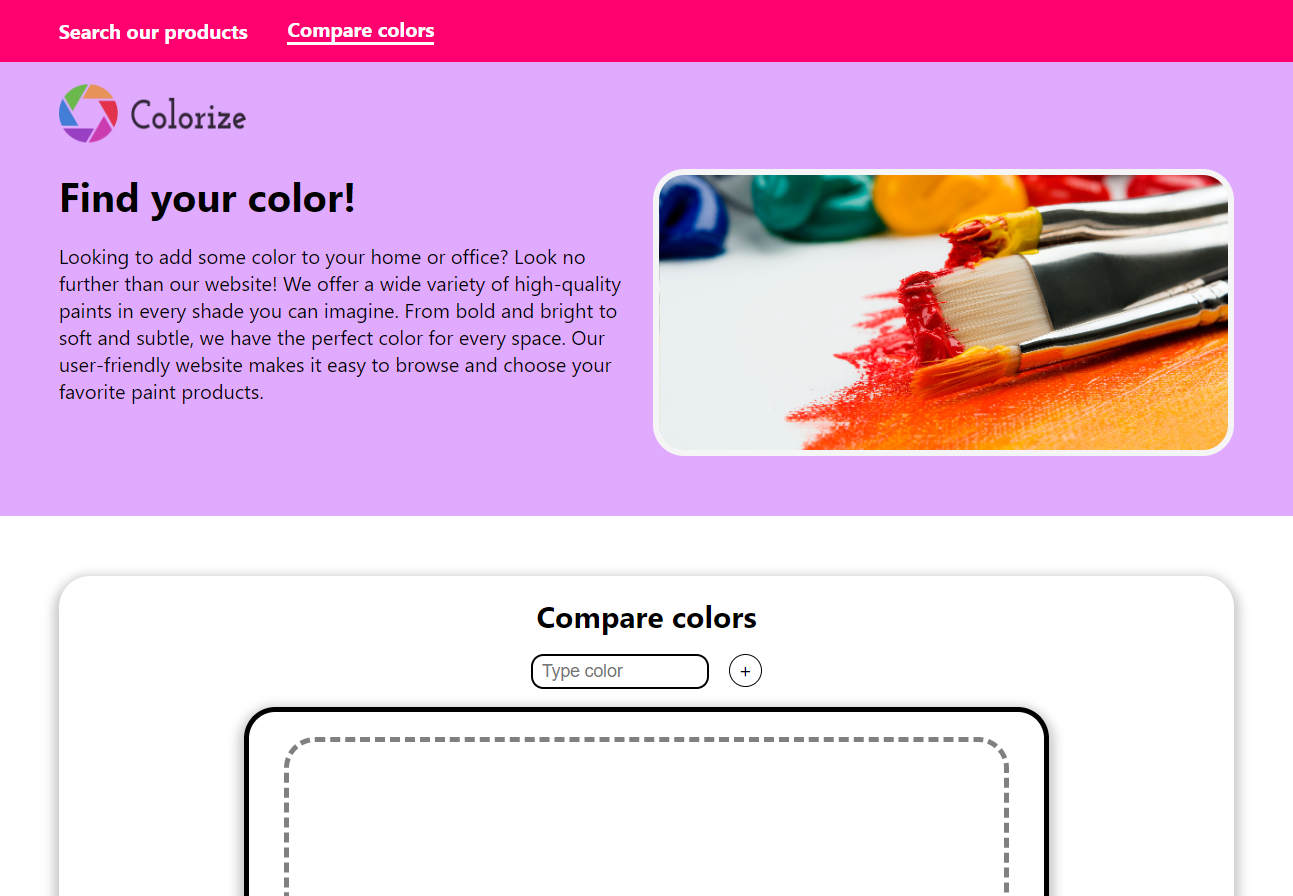 Search our products
Compare colors
Colorize
Find your color!
Looking to add some color to your home or office? Look no
further than our website! We offer a wide variety of high-quality
paints in every shade you can imagine. From bold and bright to
soft and subtle, we have the perfect color for every space. Our
user-friendly website makes it easy to browse and choose your
favorite paint products.
Compare colors
Type color
+